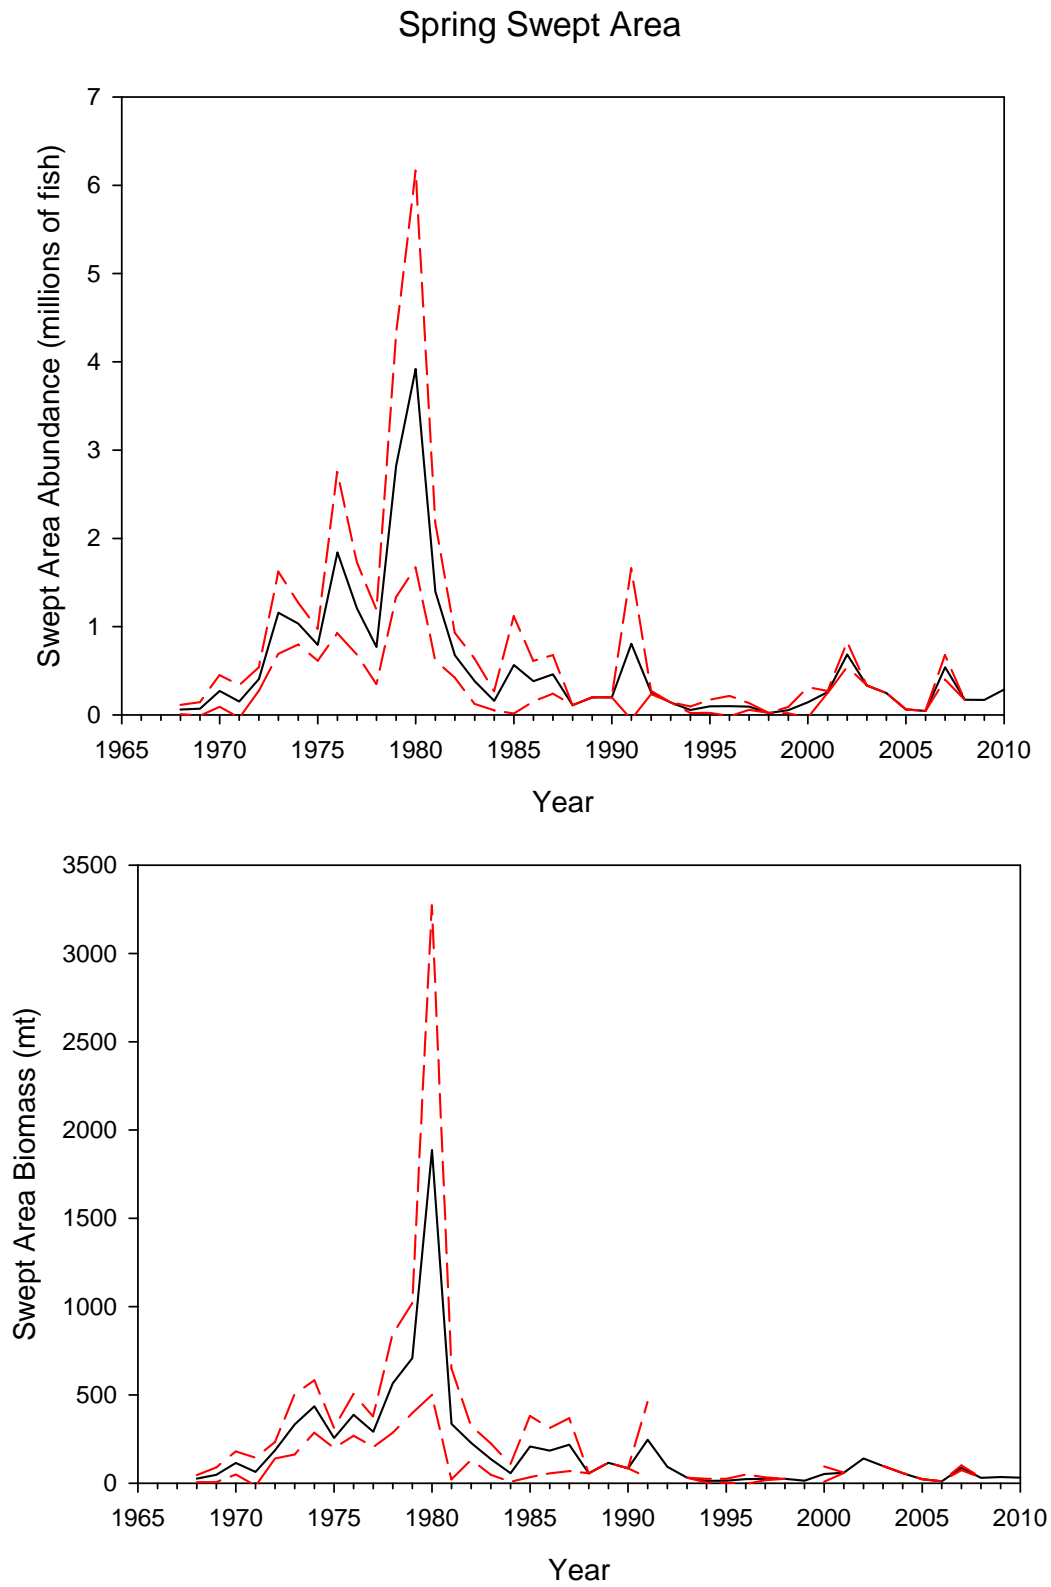 Spring Swept Area
Swept Area Abundance (millions of fish)
7
6
5
4
3
2
1
0
1965 1970 1975 1980 1985 1990 1995 2000 2005 2010
Year
Swept Area Biomass (mt)
3500
3000
2500
2000
1500
1000
500
0
1965 1970 1975 1980 1985 1990 1995 2000 2005 2010
Year